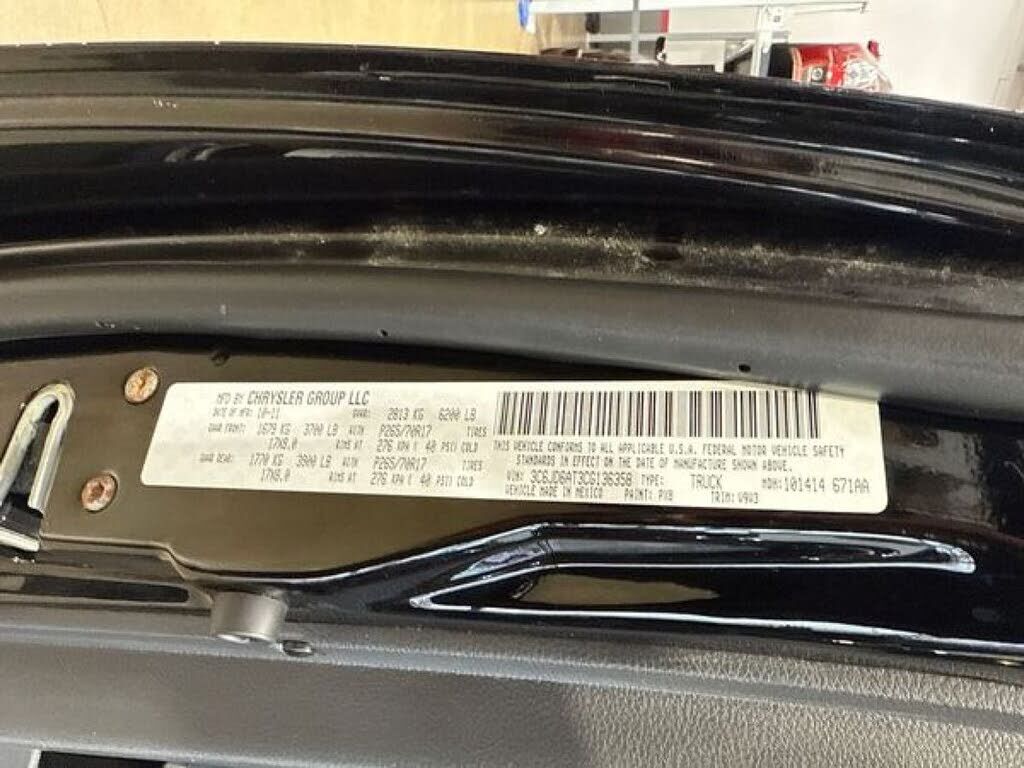 MFD BY CHRYSLER GROUP LLC
DATE OF MFR: 10-11 GVWR: 2813 KG 6200 LB
GAWR FRONT: 1679 KG 3700 LB WITH P265/70R17 TIRES
17X8.0 RIMS AT 276 KPA ( 40 PSI) COLD
GAWR REAR: 1770 KG 3900 LB WITH P265/70R17 TIRES
17X8.0 RIMS AT 276 KPA ( 40 PSI) COLD
THIS VEHICLE CONFORMS TO ALL APPLICABLE U.S.A. FEDERAL MOTOR VEHICLE SAFETY
STANDARDS IN EFFECT ON THE DATE OF MANUFACTURE SHOWN ABOVE.
VIN: 3C6JD6AT3CG136358 TYPE: TRUCK MDH: 101414 671AA
VEHICLE MADE IN MEXICO PAINT: PX8 TRIM: V9V3